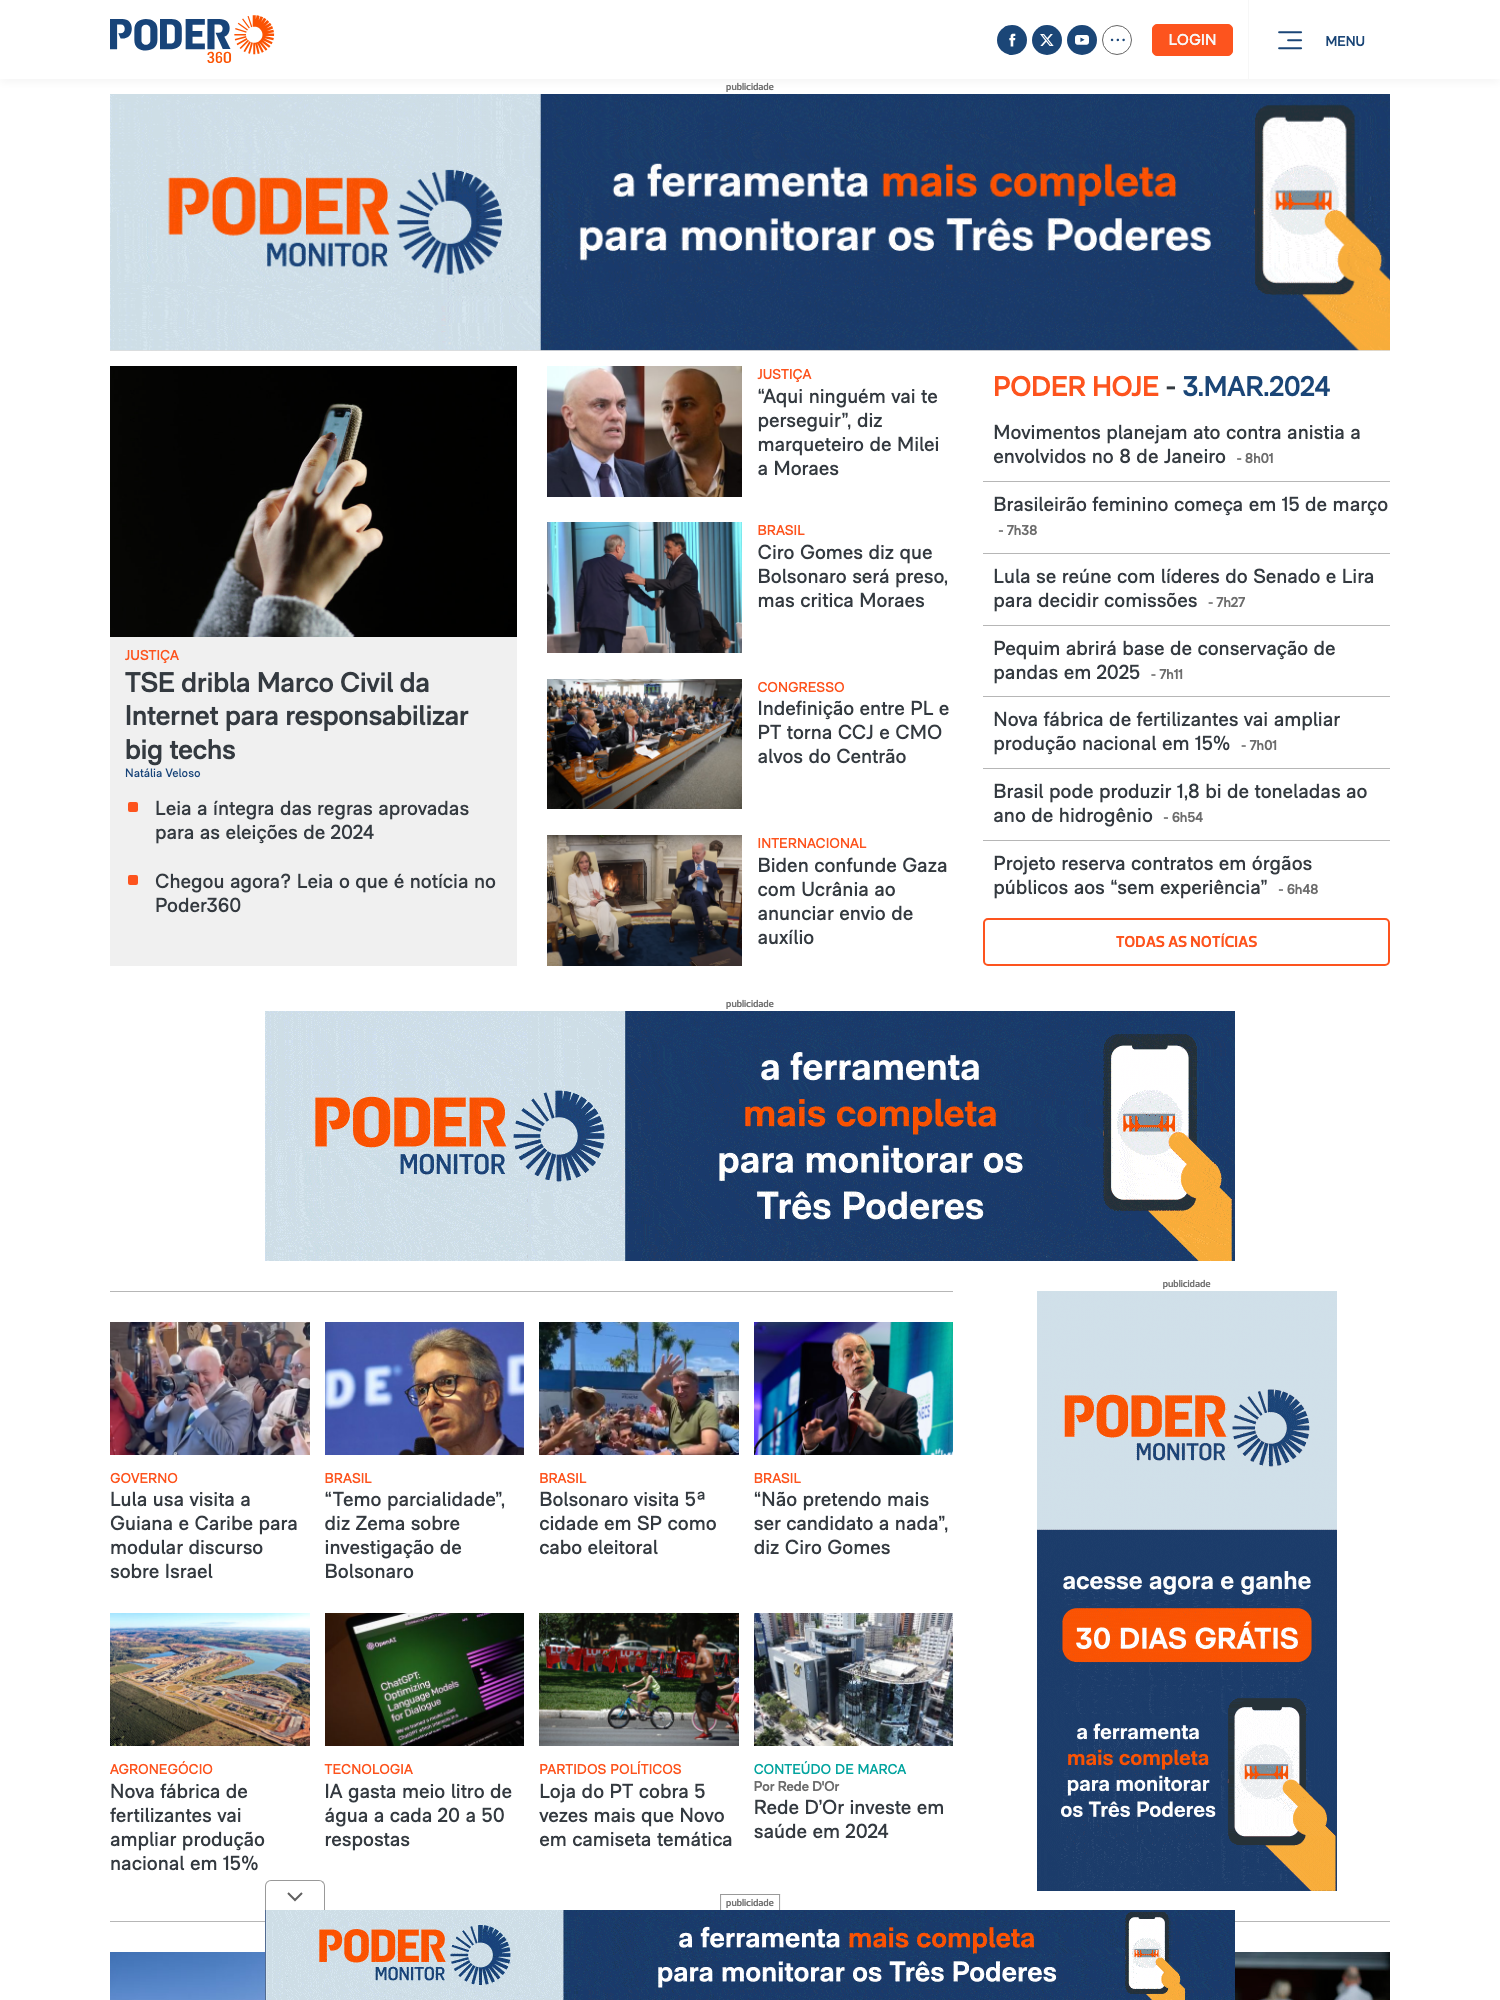 PODER
360
LOGIN
MENU
publicidade
PODER
MONITOR
a ferramenta mais completa
para monitorar os Três Poderes
JUSTIÇA
TSE dribla Marco Civil da
Internet para responsabilizar
big techs
Natália Veloso
Leia a íntegra das regras aprovadas
para as eleições de 2024
Chegou agora? Leia o que é notícia no
Poder360
JUSTIÇA
“Aqui ninguém vai te
perseguir”, diz
marqueteiro de Milei
a Moraes
BRASIL
Ciro Gomes diz que
Bolsonaro será preso,
mas critica Moraes
CONGRESSO
Indefinição entre PL e
PT torna CCJ e CMO
alvos do Centrão
INTERNACIONAL
Biden confunde Gaza
com Ucrânia ao
anunciar envio de
auxílio
PODER HOJE - 3.MAR.2024
Movimentos planejam ato contra anistia a
envolvidos no 8 de Janeiro - 8h01
Brasileirão feminino começa em 15 de março
- 7h38
Lula se reúne com líderes do Senado e Lira
para decidir comissões - 7h27
Pequim abrirá base de conservação de
pandas em 2025 - 7h11
Nova fábrica de fertilizantes vai ampliar
produção nacional em 15% - 7h01
Brasil pode produzir 1,8 bi de toneladas ao
ano de hidrogênio - 6h54
Projeto reserva contratos em órgãos
públicos aos “sem experiência” - 6h48
TODAS AS NOTÍCIAS
publicidade
PODER
MONITOR
a ferramenta
mais completa
para monitorar os
Três Poderes
GOVERNO
Lula usa visita a
Guiana e Caribe para
modular discurso
sobre Israel
DE
BRASIL
“Temo parcialidade”,
diz Zema sobre
investigação de
Bolsonaro
BRASIL
Bolsonaro visita 5ª
cidade em SP como
cabo eleitoral
BRASIL
“Não pretendo mais
ser candidato a nada”,
diz Ciro Gomes
AGRONEGÓCIO
Nova fábrica de
fertilizantes vai
ampliar produção
nacional em 15%
OpenAI
ChatGPT:
Optimizing
Language Models
for Dialogue
TECNOLOGIA
IA gasta meio litro de
água a cada 20 a 50
respostas
PARTIDOS POLÍTICOS
Loja do PT cobra 5
vezes mais que Novo
em camiseta temática
CONTEÚDO DE MARCA
Por Rede D'Or
Rede D’Or investe em
saúde em 2024
publicidade
PODER
MONITOR
acesse agora e ganhe
30 DIAS GRÁTIS
a ferramenta
mais completa
para monitorar
os Três Poderes
publicidade
PODER
MONITOR
a ferramenta mais completa
para monitorar os Três Poderes